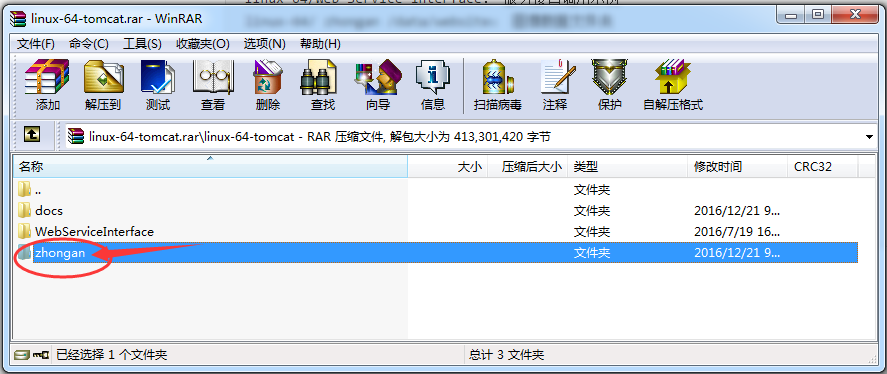 linux-64-tomcat.rar - WinRAR
文件(F) 命令(C) 工具(S) 收藏夹(O) 选项(N) 帮助(H)
添加 解压到 测试 查看 删除 查找 向导 信息 扫描病毒 注释 保护 自解压格式
linux-64-tomcat.rar\linux-64-tomcat - RAR 压缩文件, 解包大小为 413,301,420 字节
名称 大小 压缩后大小 类型 修改时间 CRC32
.. 文件夹
docs 文件夹 2016/12/21 9...
WebServiceInterface 文件夹 2016/7/19 16...
zhongan 文件夹 2016/12/21 9...
已经选择 1 个文件夹 总计 3 文件夹